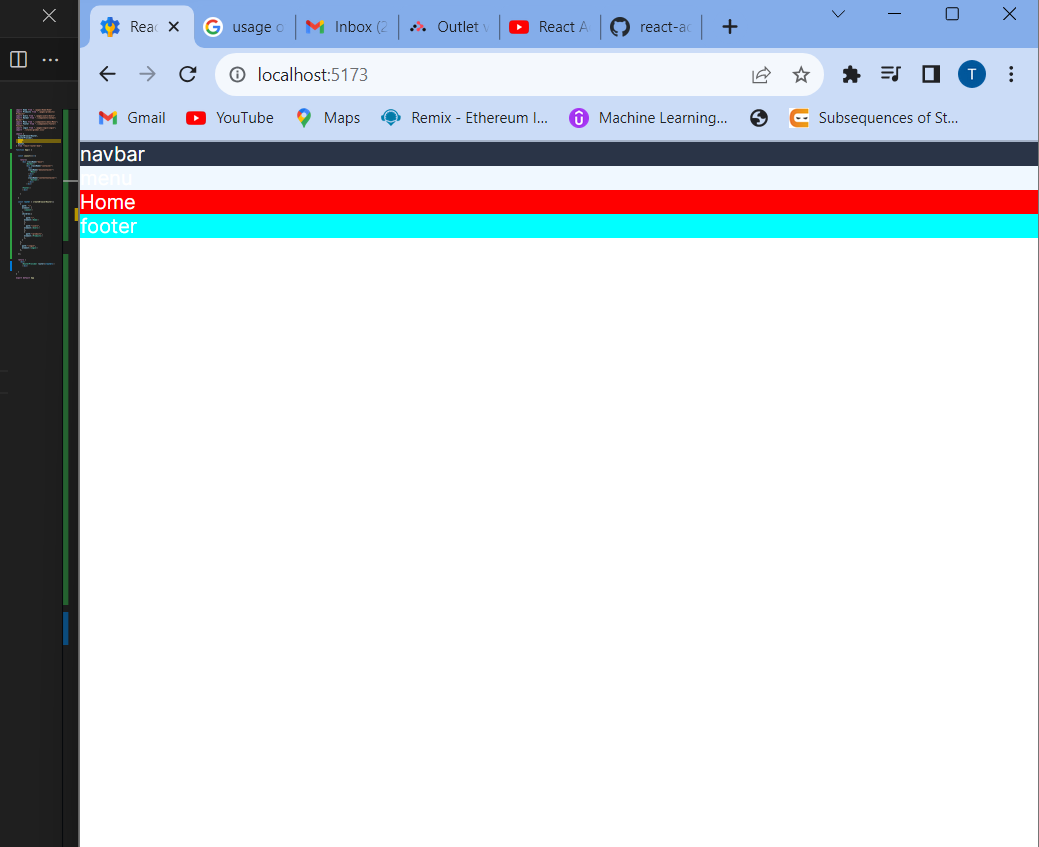 Reac
usage o
Inbox (2
Outlet v
React A
react-ac
localhost:5173
T
Gmail
YouTube
Maps
Remix - Ethereum I...
Machine Learning...
Subsequences of St...
navbar
menu
Home
footer